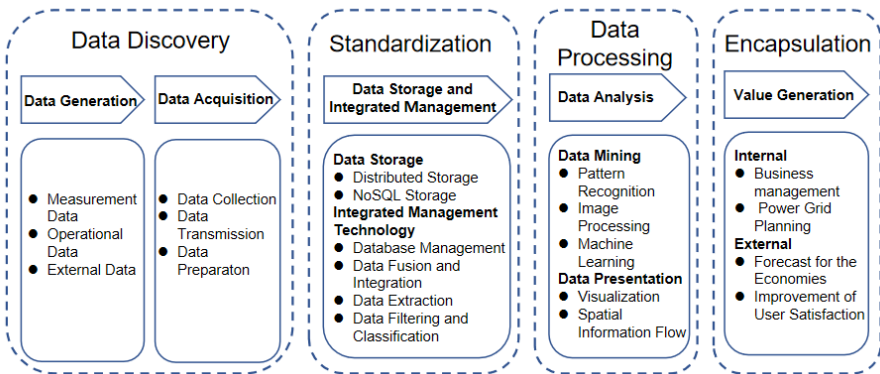 Data Discovery
Data Generation
Data Acquisition
Measurement
Data
Operational
Data
External Data
Data Collection
Data
Transmission
Data
Preparaton
Standardization
Data Storage and
Integrated Management
Data Storage
Distributed Storage
NoSQL Storage
Integrated Management
Technology
Database Management
Data Fusion and
Integration
Data Extraction
Data Filtering and
Classification
Data
Processing
Data Analysis
Data Mining
Pattern
Recognition
Image
Processing
Machine
Learning
Data Presentation
Visualization
Spatial
Information Flow
Encapsulation
Value Generation
Internal
Business
management
Power Grid
Planning
External
Forecast for the
Economies
Improvement of
User Satisfaction